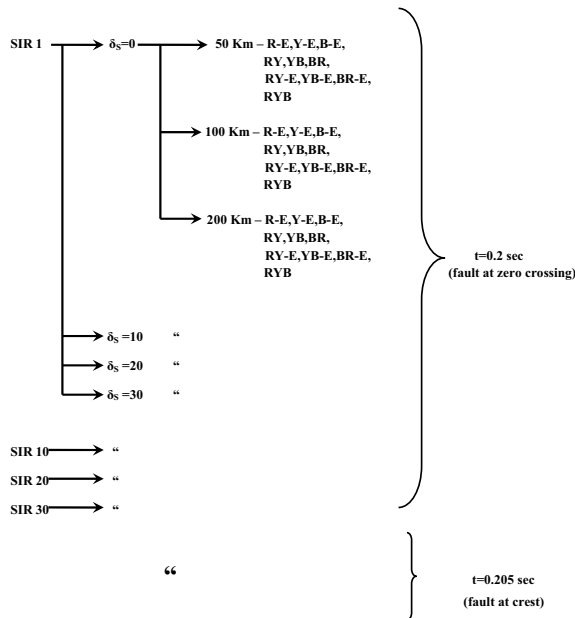 SIR 1
δS=0
50 Km – R-E,Y-E,B-E,
RY,YB,BR,
RY-E,YB-E,BR-E,
RYB
100 Km – R-E,Y-E,B-E,
RY,YB,BR,
RY-E,YB-E,BR-E,
RYB
200 Km – R-E,Y-E,B-E,
RY,YB,BR,
RY-E,YB-E,BR-E,
RYB
t=0.2 sec
(fault at zero crossing)
δS =10 “
δS =20 “
δS =30 “
SIR 10 “
SIR 20 “
SIR 30 “
“
t=0.205 sec
(fault at crest)